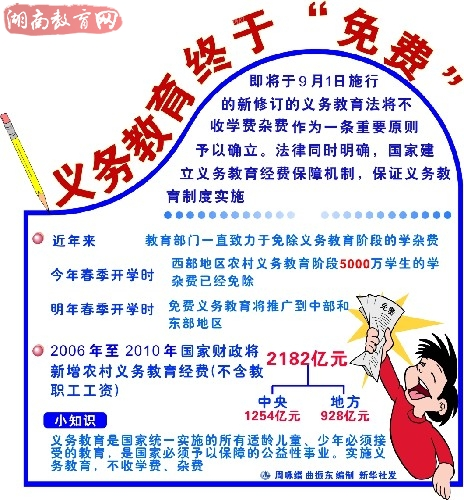 湖南教育网
义务教育终于“免费”
即将于9月1日施行
的新修订的义务教育法将不
收学费杂费作为一条重要原则
予以确立。法律同时明确，国家建
立义务教育经费保障机制，保证义务教
育制度实施
近年来 教育部门一直致力于免除义务教育阶段的学杂费
今年春季开学时 西部地区农村义务教育阶段5000万学生的学
杂费已经免除
明年春季开学时 免费义务教育将推广到中部和
东部地区
2006年至2010年国家财政将
新增农村义务教育经费(不含教
职工工资)
2182亿元
中央 地方
1254亿元 928亿元
小知识
义务教育是国家统一实施的所有适龄儿童、少年必须接
受的教育，是国家必须予以保障的公益性事业。实施义
务教育，不收学费、杂费
周咏缗 曲振东 编制 新华社发